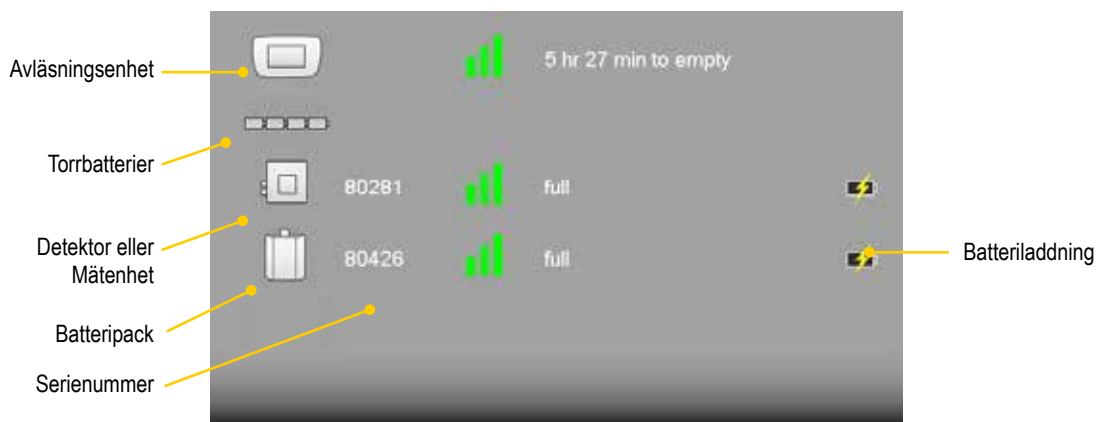 Avläsningsenhet
5 hr 27 min to empty
Torrbatterier
80281 full
Detektor eller
Mätenhet
80426 full
Batteriladdning
Batteripack
Serienummer